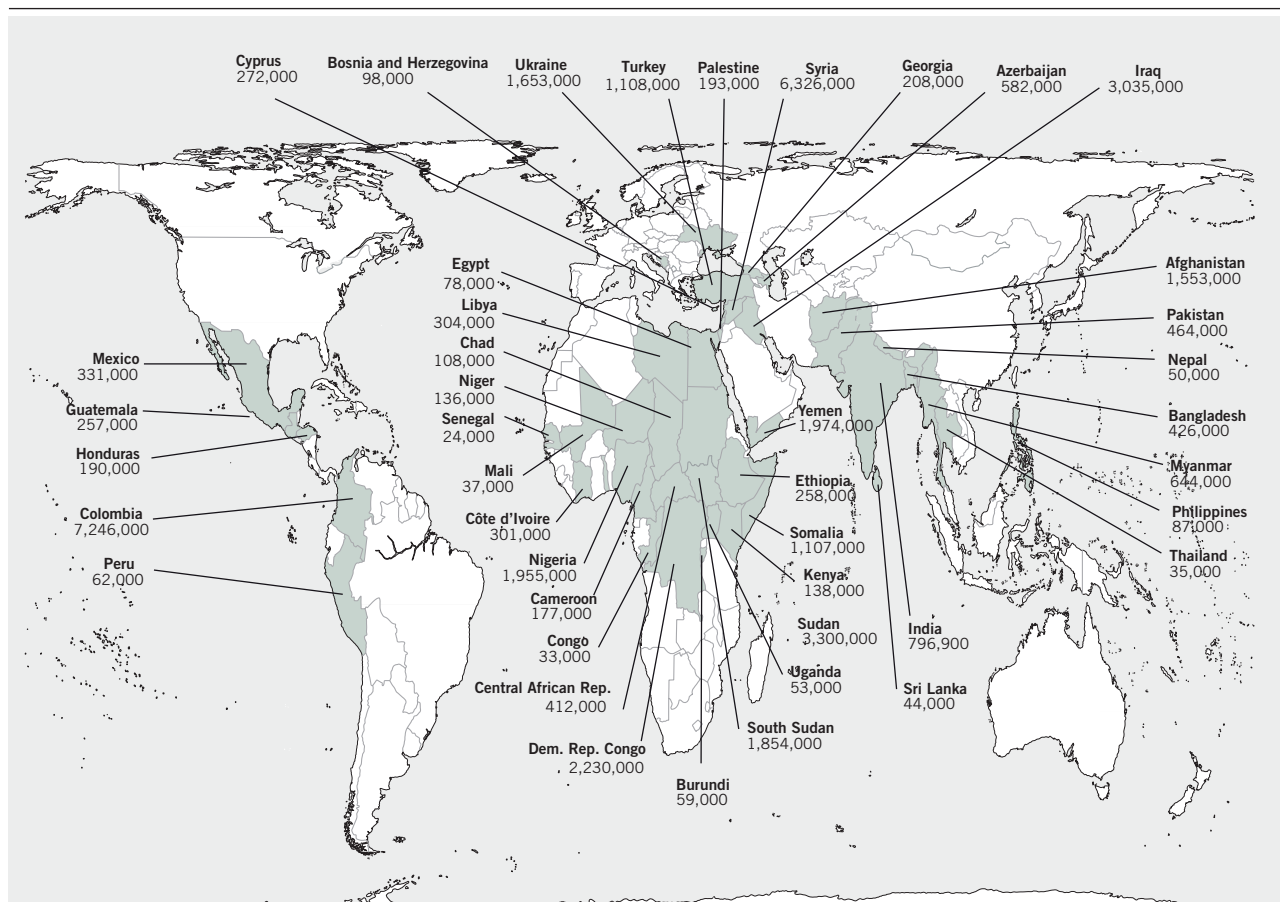 Cyprus
272,000
Bosnia and Herzegovina
98,000
Ukraine
1,653,000
Turkey
1,108,000
Palestine
193,000
Syria
6,326,000
Georgia
208,000
Azerbaijan
582,000
Iraq
3,035,000
Egypt
78,000
Libya
304,000
Chad
108,000
Niger
136,000
Senegal
24,000
Mali
37,000
Côte d'Ivoire
301,000
Nigeria
1,955,000
Cameroon
177,000
Congo
33,000
Central African Rep.
412,000
Dem. Rep. Congo
2,230,000
Burundi
59,000
Mexico
331,000
Guatemala
257,000
Honduras
190,000
Colombia
7,246,000
Peru
62,000
Yemen
1,974,000
Ethiopia
258,000
Somalia
1,107,000
Kenya
138,000
Sudan
3,300,000
Uganda
53,000
South Sudan
1,854,000
India
796,900
Sri Lanka
44,000
Afghanistan
1,553,000
Pakistan
464,000
Nepal
50,000
Bangladesh
426,000
Myanmar
644,000
Philippines
87,000
Thailand
35,000